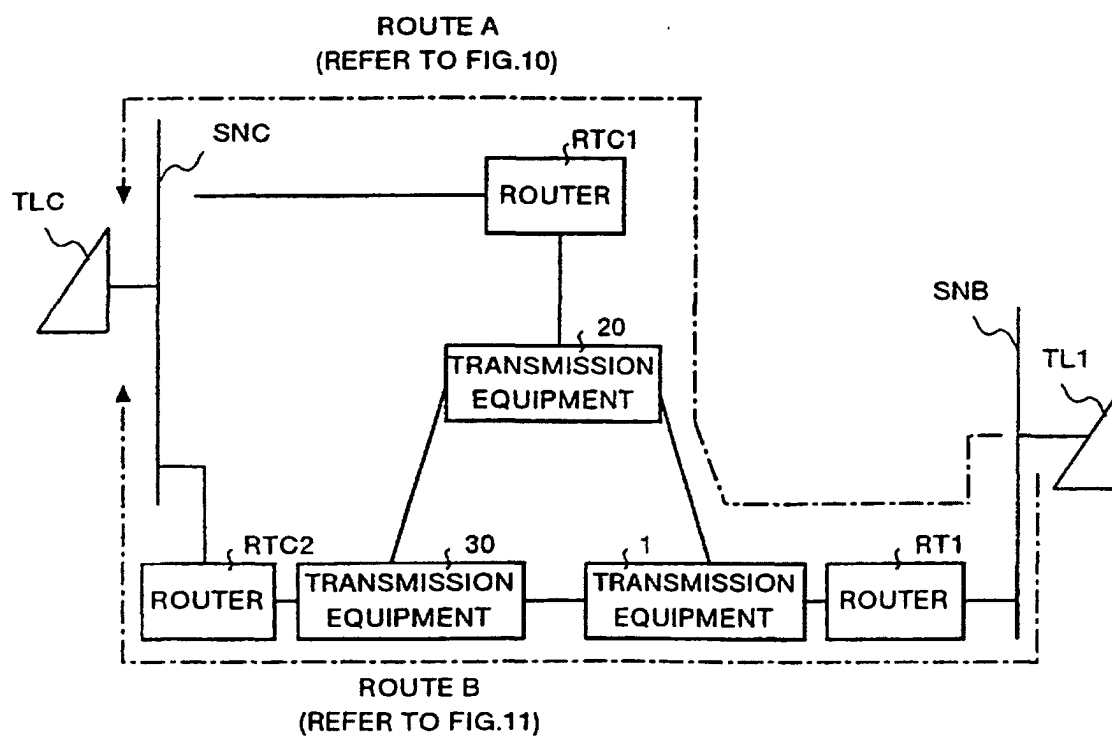 ROUTE A
(REFER TO FIG.10)
SNC
RTC1
ROUTER
TLC
SNB
20
TRANSMISSION
EQUIPMENT
TL1
RTC2
ROUTER
30
TRANSMISSION
EQUIPMENT
1
TRANSMISSION
EQUIPMENT
RT1
ROUTER
ROUTE B
(REFER TO FIG.11)